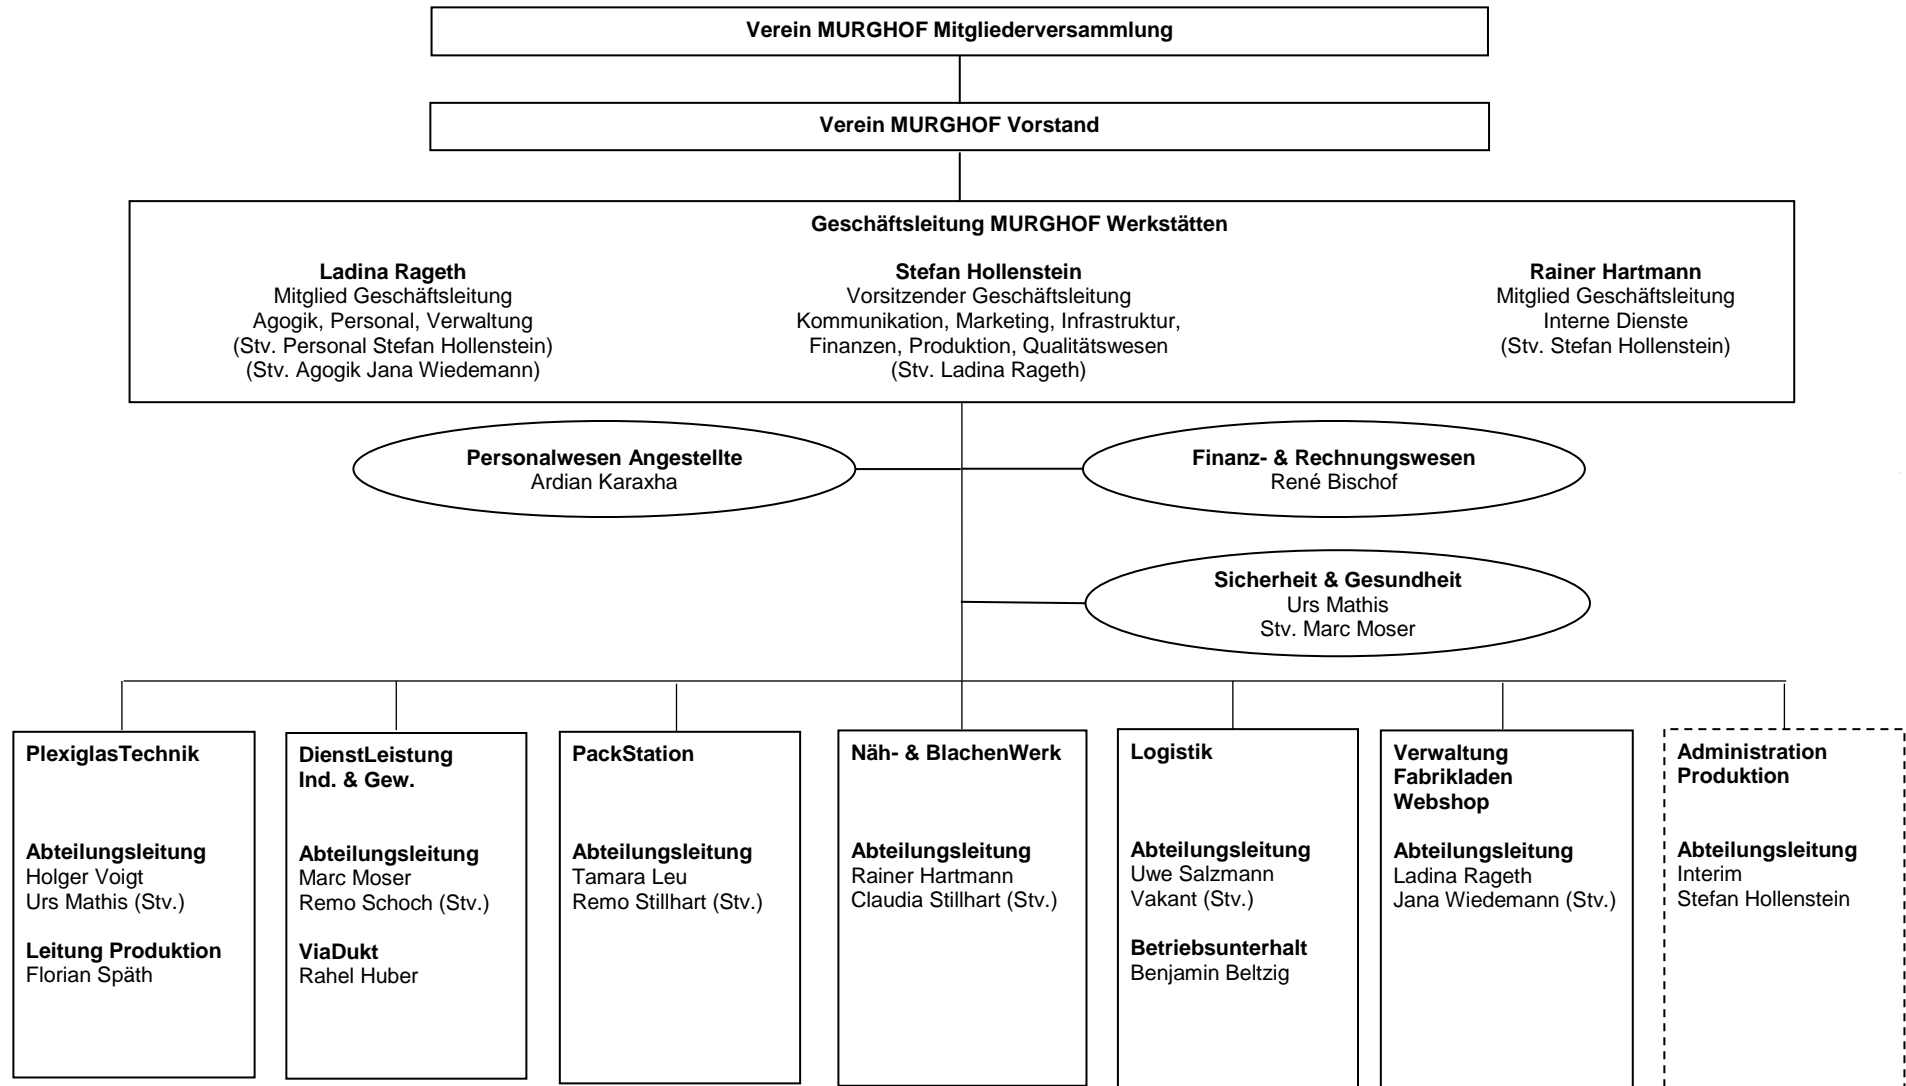 Verein MURGHOF Mitgliederversammlung
Verein MURGHOF Vorstand
Geschäftsleitung MURGHOF Werkstätten
Ladina Rageth
Mitglied Geschäftsleitung
Agogik, Personal, Verwaltung
(Stv. Personal Stefan Hollenstein)
(Stv. Agogik Jana Wiedemann)
Stefan Hollenstein
Vorsitzender Geschäftsleitung
Kommunikation, Marketing, Infrastruktur,
Finanzen, Produktion, Qualitätswesen
(Stv. Ladina Rageth)
Rainer Hartmann
Mitglied Geschäftsleitung
Interne Dienste
(Stv. Stefan Hollenstein)
Personalwesen Angestellte
Ardian Karaxha
Finanz- & Rechnungswesen
René Bischof
Sicherheit & Gesundheit
Urs Mathis
Stv. Marc Moser
PlexiglasTechnik
Abteilungsleitung
Holger Voigt
Urs Mathis (Stv.)
Leitung Produktion
Florian Späth
DienstLeistung
Ind. & Gew.
Abteilungsleitung
Marc Moser
Remo Schoch (Stv.)
ViaDukt
Rahel Huber
PackStation
Abteilungsleitung
Tamara Leu
Remo Stillhart (Stv.)
Näh- & BlachenWerk
Abteilungsleitung
Rainer Hartmann
Claudia Stillhart (Stv.)
Logistik
Abteilungsleitung
Uwe Salzmann
Vakant (Stv.)
Betriebsunterhalt
Benjamin Beltzig
Verwaltung
Fabrikladen
Webshop
Abteilungsleitung
Ladina Rageth
Jana Wiedemann (Stv.)
Administration
Produktion
Abteilungsleitung
Interim
Stefan Hollenstein